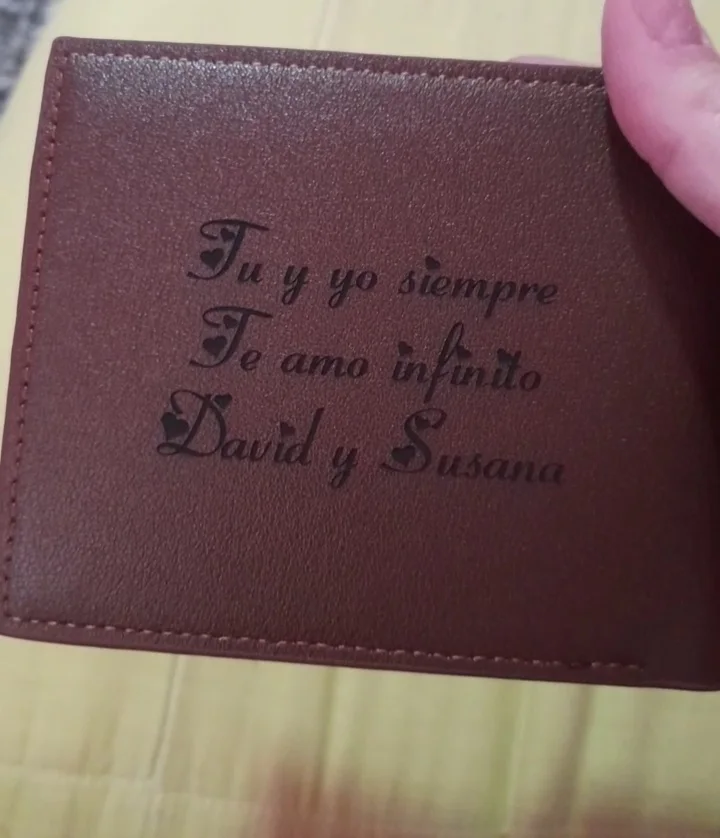 Tu y yo siempre
Te amo infinito
David y Susana